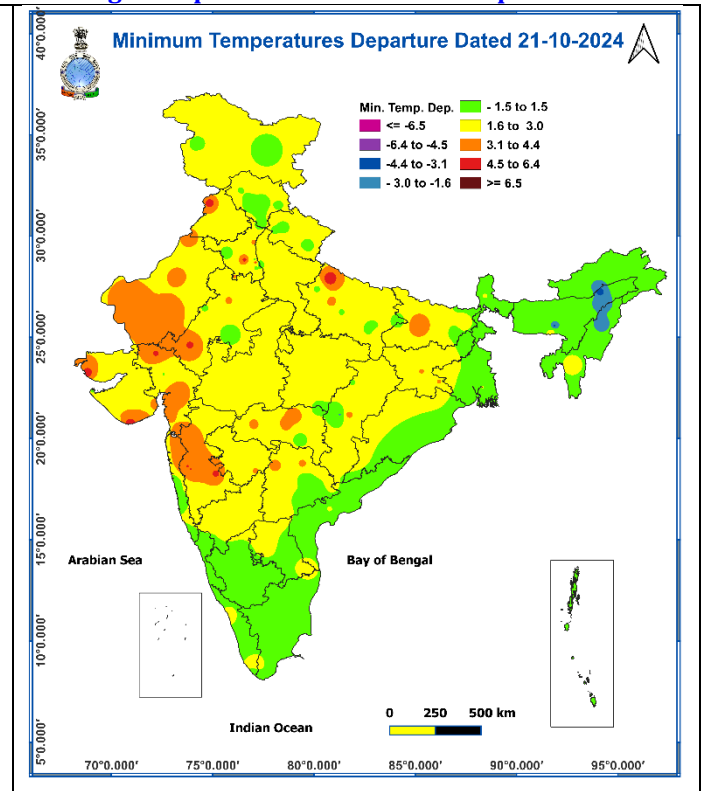 Minimum Temperatures Departure Dated 21-10-2024
Min. Temp. Dep.
<= -6.5
-6.4 to -4.5
-4.4 to -3.1
- 3.0 to -1.6
- 1.5 to 1.5
1.6 to 3.0
3.1 to 4.4
4.5 to 6.4
>= 6.5
40°0.000'
35°0.000'
30°0.000'
25°0.000'
20°0.000'
15°0.000'
10°0.000'
5°0.000'
Arabian Sea
Bay of Bengal
Indian Ocean
0 250 500 km
70°0.000' 75°0.000' 80°0.000' 85°0.000' 90°0.000' 95°0.000'